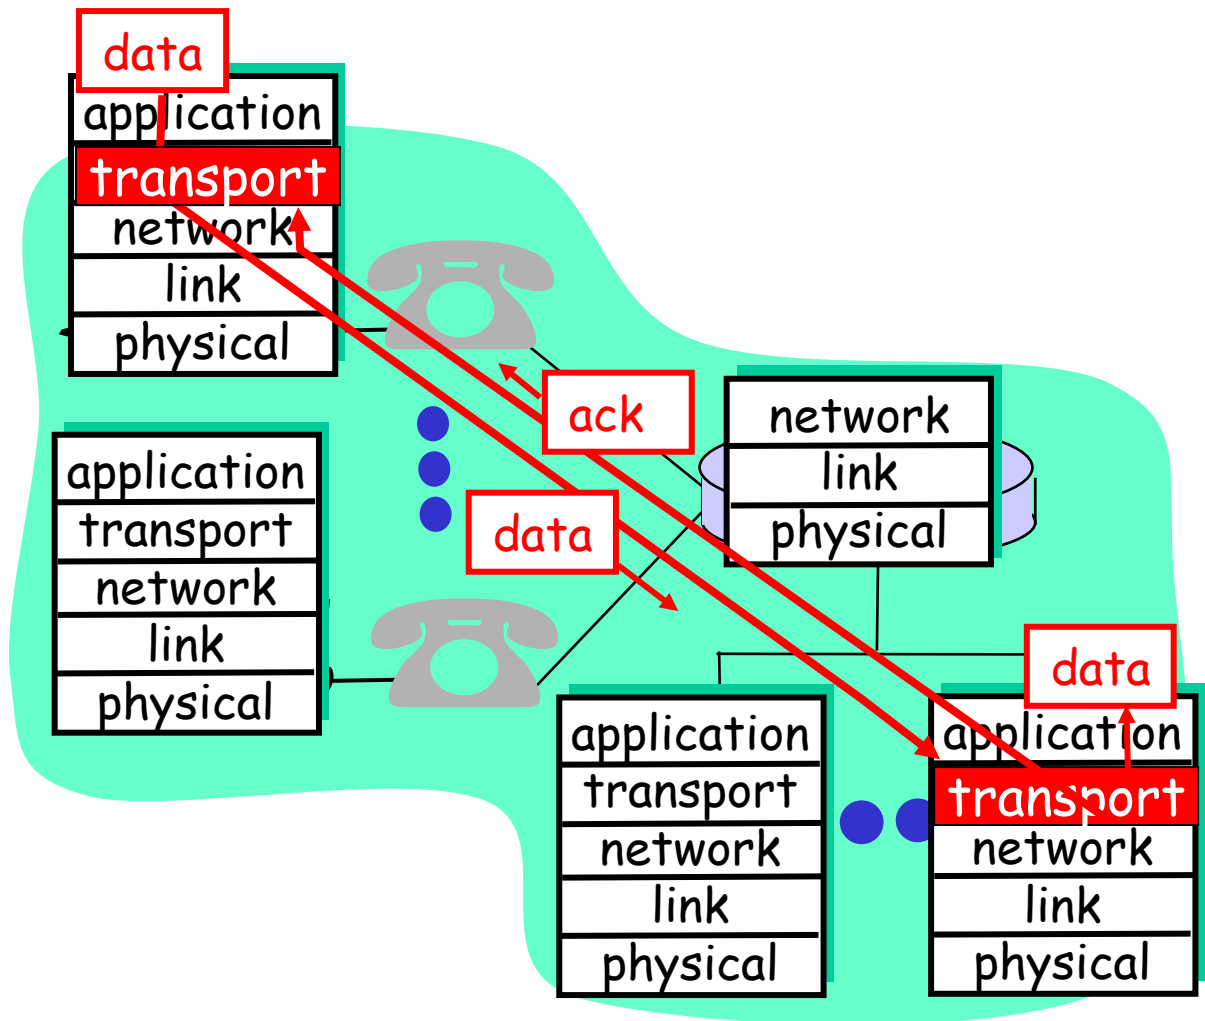 data
application
transport
network
link
physical
ack
network
link
physical
application
transport
network
link
physical
data
data
application
transport
network
link
physical
application
transport
network
link
physical